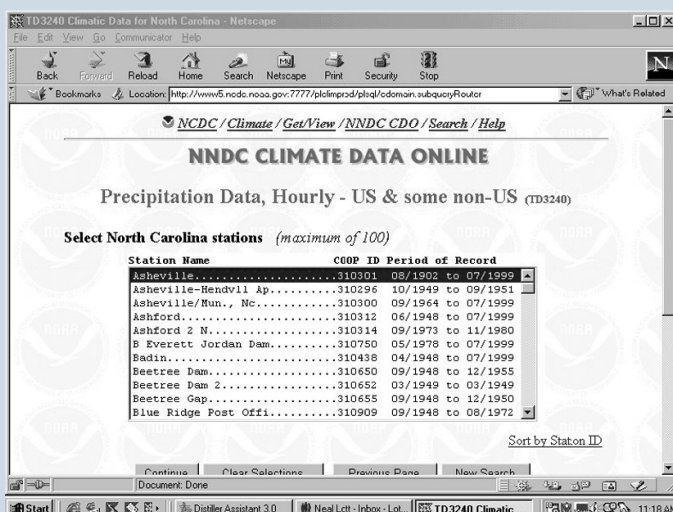 TD3240 Climatic Data for North Carolina - Netscape
File Edit View Go Communicator Help
Back Forward Reload Home Search Netscape Print Security Stop
Bookmarks Location: http://www5.ncdc.noaa.gov:7777/plclimprod/plsql/cdomain.subqueryRouter What's Related
NCDC / Climate / Get/View / NNDC CDO / Search / Help
NNDC CLIMATE DATA ONLINE
Precipitation Data, Hourly - US & some non-US (TD3240)
Select North Carolina stations (maximum of 100)
Station Name COOP ID Period of Record
Asheville.....................310301 08/1902 to 07/1999
Asheville-Hendvll Ap..........310296 10/1949 to 09/1951
Asheville/Mun., Nc............310300 09/1964 to 07/1999
Ashford.......................310312 06/1948 to 07/1999
Ashford 2 N...................310314 09/1973 to 11/1980
B Everett Jordan Dam..........310750 05/1978 to 07/1999
Badin.........................310438 04/1948 to 07/1999
Beetree Dam...................310650 09/1948 to 12/1955
Beetree Dam 2.................310652 03/1949 to 03/1949
Beetree Gap...................310655 09/1948 to 12/1950
Blue Ridge Post Offi..........310909 09/1948 to 08/1972
Sort by Station ID
Continue Clear Selections Previous Page New Search
Document: Done
Start Distiller Assistant 3.0 Neal Lott - Inbox - Lot... TD3240 Climatic 11:18 AM